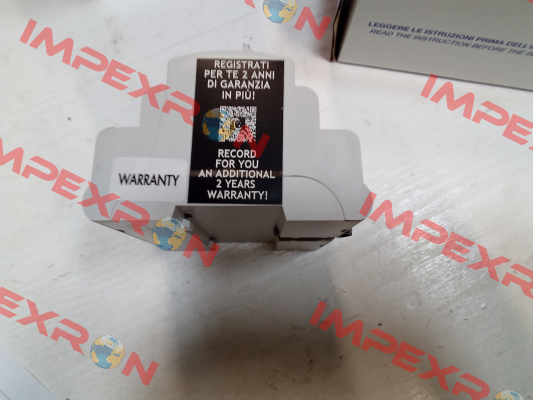 LEGGERE LE ISTRUZIONI PRIMA DELL'
READ THE INSTRUCTION BEFORE THE
REGISTRATI
PER TE 2 ANNI
DI GARANZIA
IN PIÙ!
RECORD
FOR YOU
AN ADDITIONAL
2 YEARS
WARRANTY!
WARRANTY
IMPEXRON
IMPEXRON
IMPEXRON
IMPEXRON
IMPEXRON
IMPEXRON